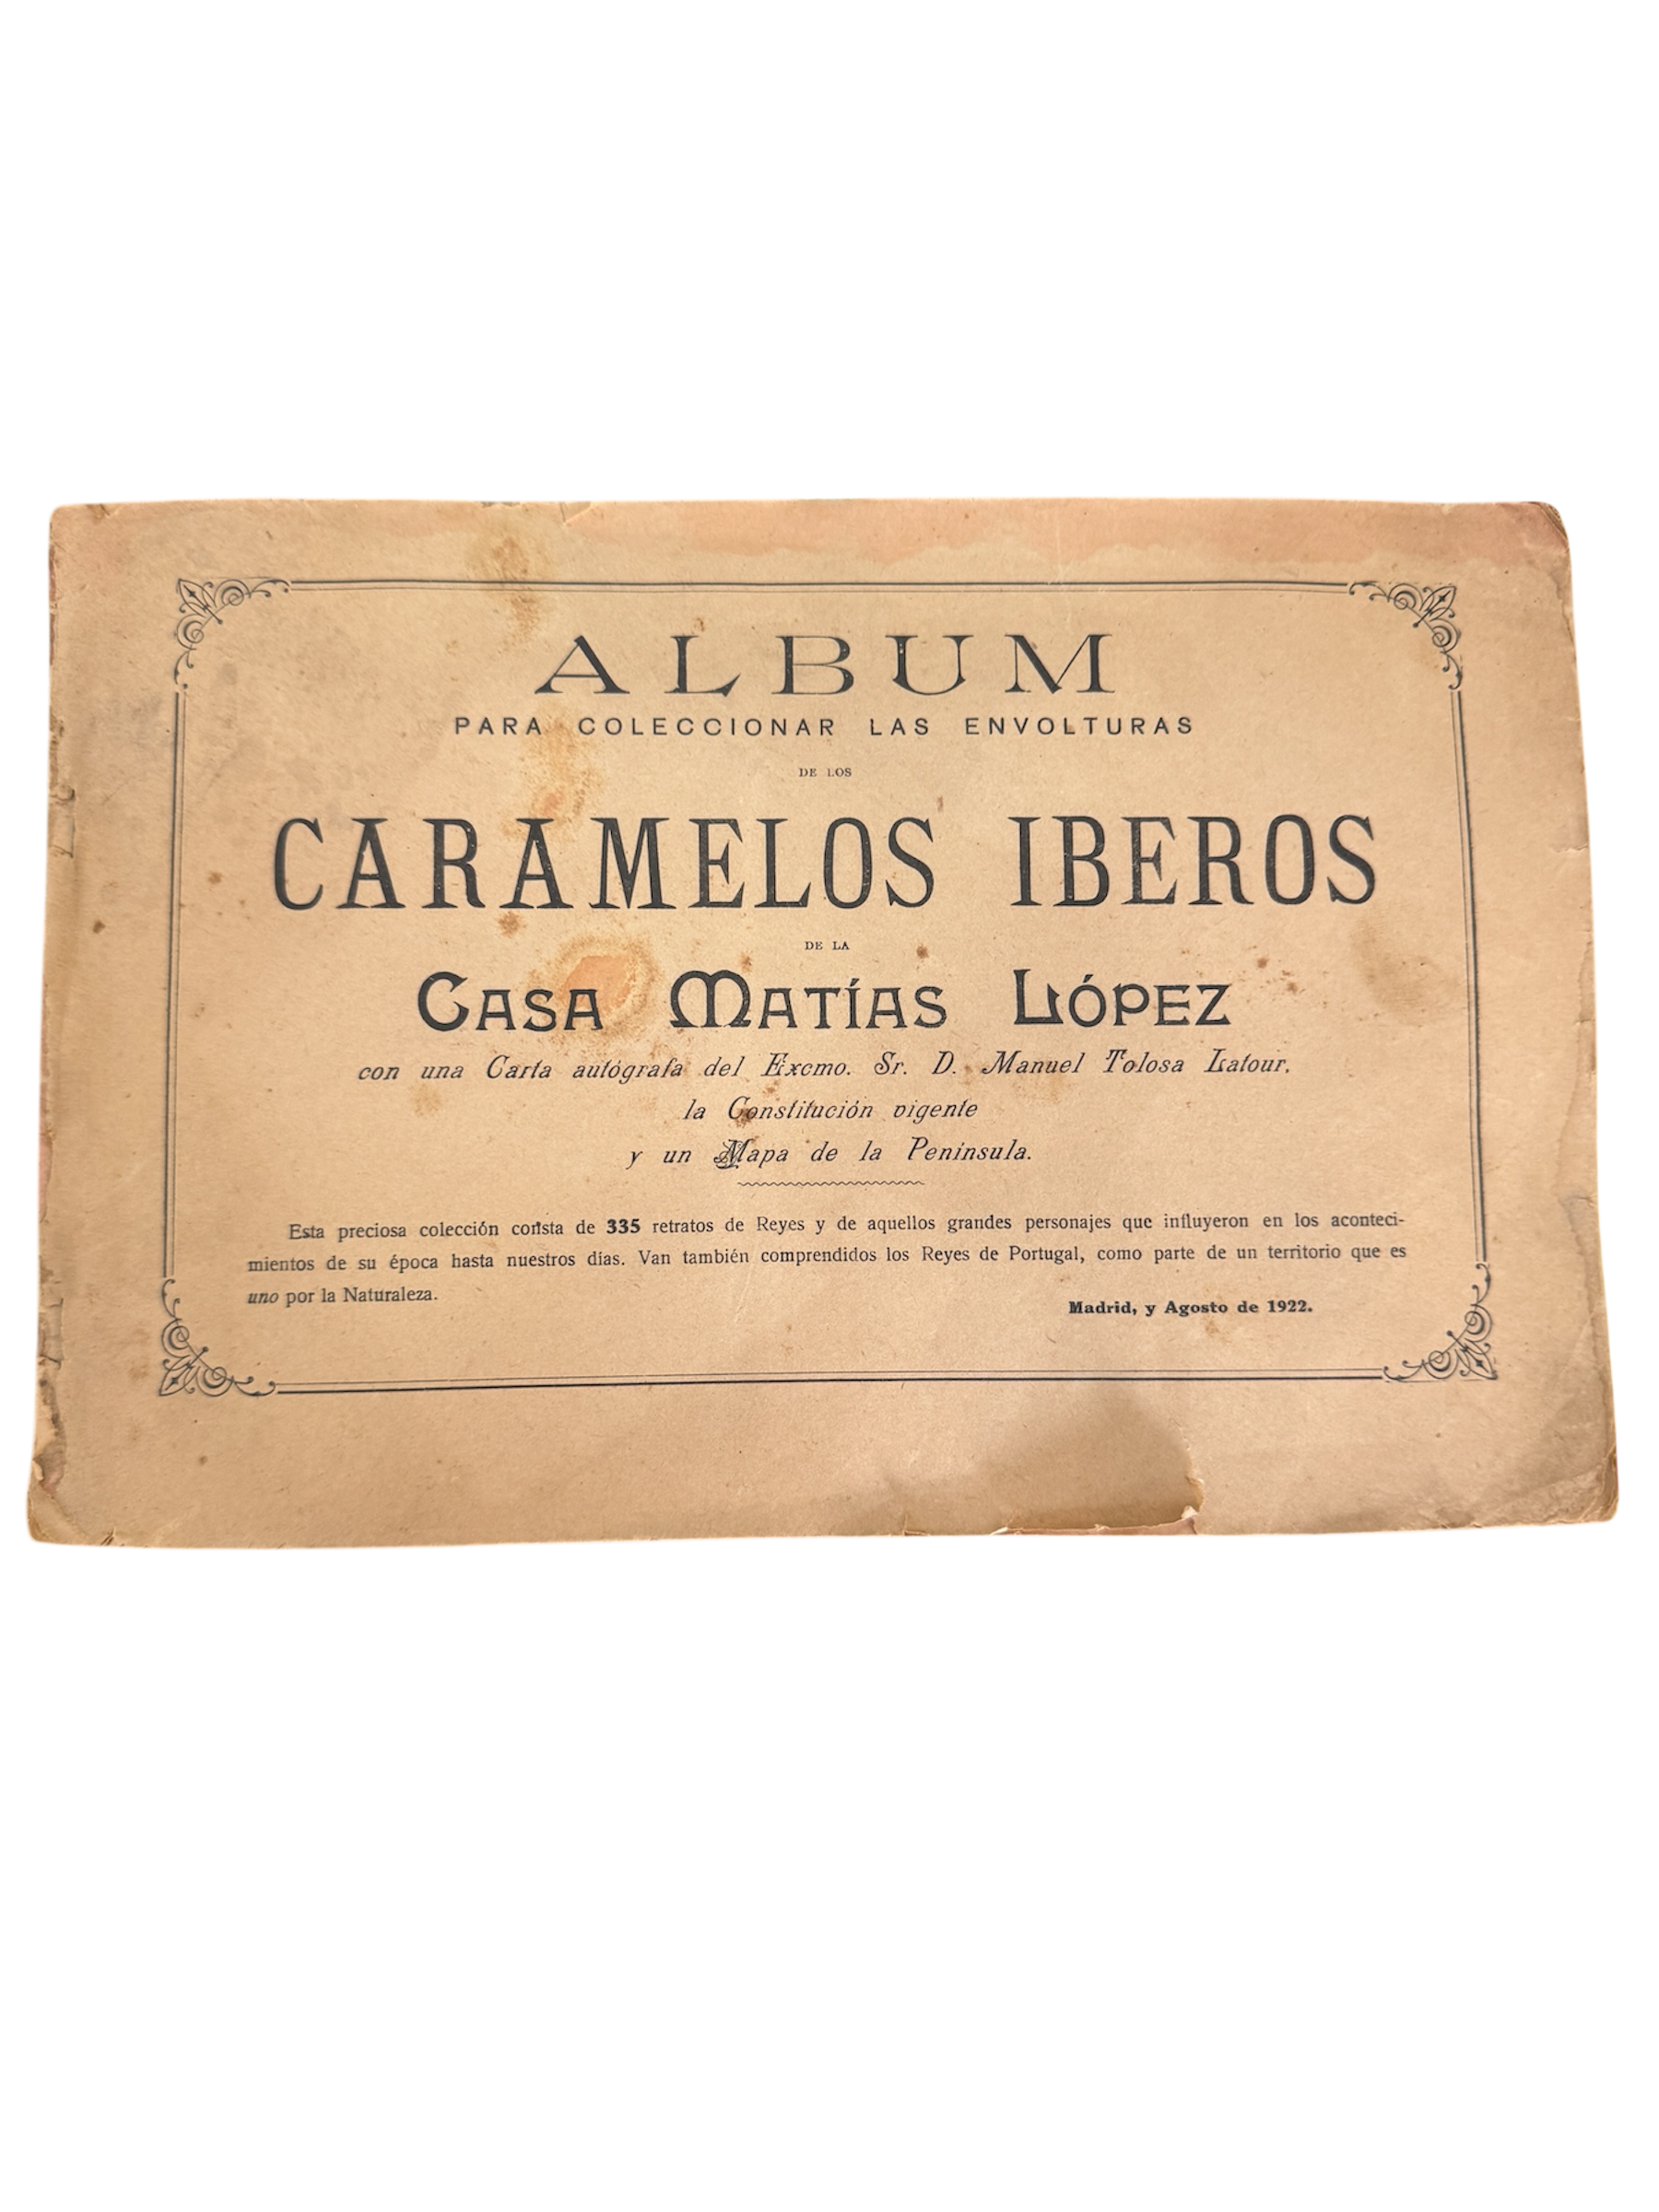 ALBUM
PARA COLECCIONAR LAS ENVOLTURAS
DE LOS
CARAMELOS IBEROS
DE LA
CASA MATÍAS LÓPEZ
con una Carta autógrafa del Excmo. Sr. D. Manuel Tolosa Latour,
la Constitución vigente
y un Mapa de la Península.
Esta preciosa colección consta de 335 retratos de Reyes y de aquellos grandes personajes que influyeron en los aconteci-
mientos de su época hasta nuestros días. Van también comprendidos los Reyes de Portugal, como parte de un territorio que es
uno por la Naturaleza.
Madrid, y Agosto de 1922.